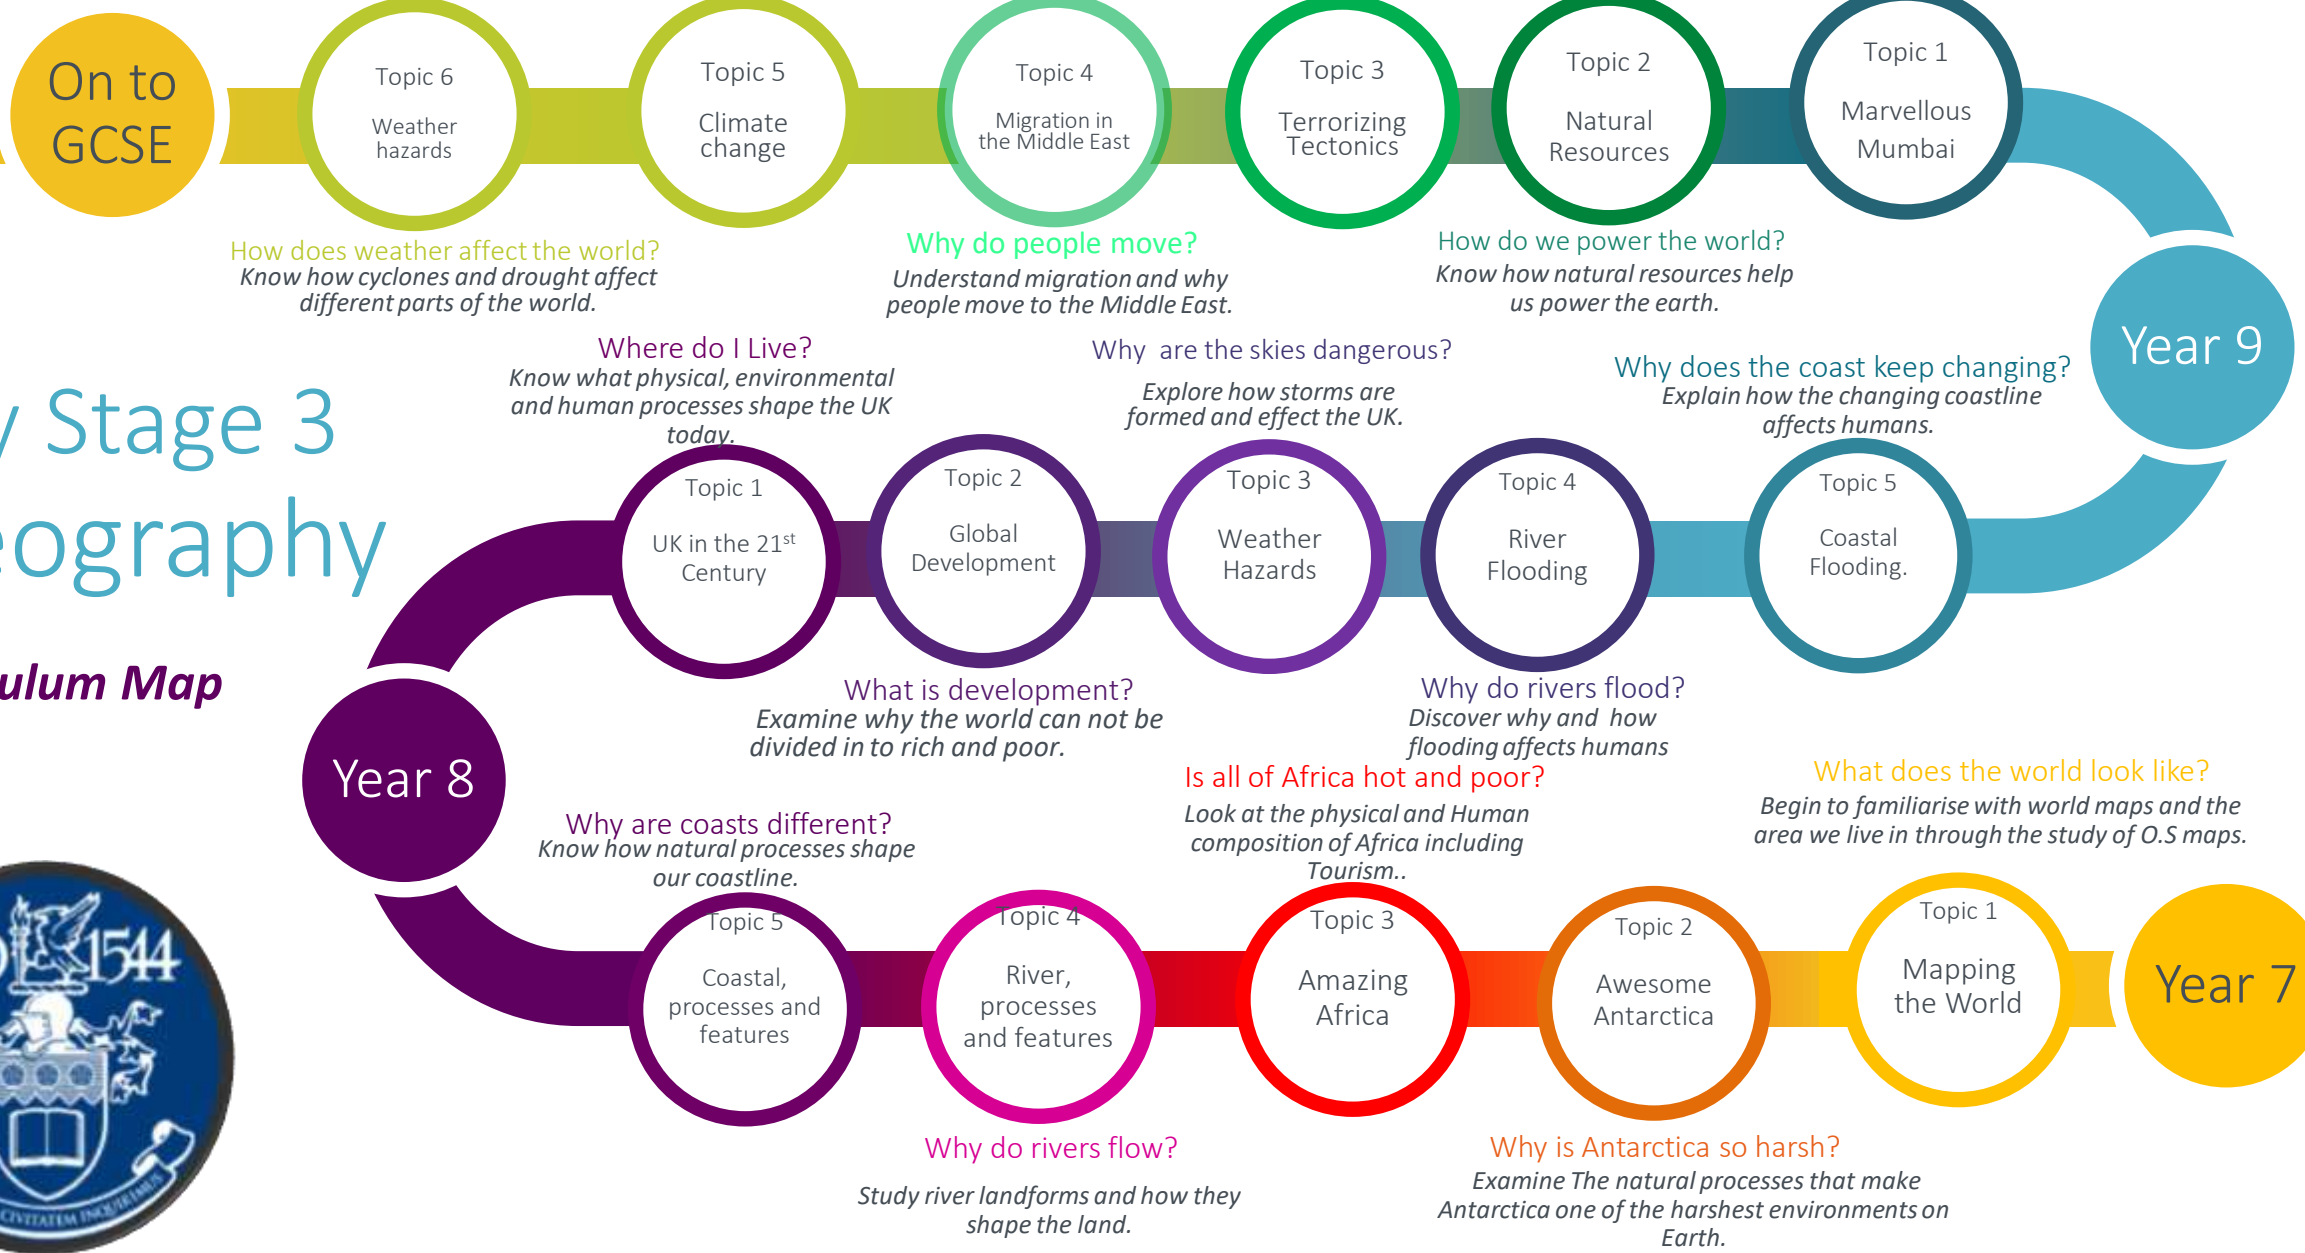 On to
GCSE
Topic 6
Weather
hazards
Topic 5
Climate
change
Topic 4
Migration in
the Middle East
Topic 3
Terrorizing
Tectonics
Topic 2
Natural
Resources
Topic 1
Marvellous
Mumbai
How does weather affect the world?
Know how cyclones and drought affect
different parts of the world.
Why do people move?
Understand migration and why
people move to the Middle East.
How do we power the world?
Know how natural resources help
us power the earth.
Year 9
Where do I Live?
Know what physical, environmental
and human processes shape the UK
today.
Why  are the skies dangerous?
Explore how storms are
formed and effect the UK.
Why does the coast keep changing?
Explain how the changing coastline
affects humans.
y Stage 3
eography
ulum Map
Topic 1
UK in the 21st
Century
Topic 2
Global
Development
Topic 3
Weather
Hazards
Topic 4
River
Flooding
Topic 5
Coastal
Flooding.
What is development?
Examine why the world can not be
divided in to rich and poor.
Why do rivers flood?
Discover why and  how
flooding affects humans
Year 8
Why are coasts different?
Know how natural processes shape
our coastline.
Is all of Africa hot and poor?
Look at the physical and Human
composition of Africa including
Tourism..
What does the world look like?
Begin to familiarise with world maps and the
area we live in through the study of O.S maps.
Topic 5
Coastal,
processes and
features
Topic 4
River,
processes
and features
Topic 3
Amazing
Africa
Topic 2
Awesome
Antarctica
Topic 1
Mapping
the World
Year 7
Why do rivers flow?
Study river landforms and how they
shape the land.
Why is Antarctica so harsh?
Examine The natural processes that make
Antarctica one of the harshest environments on
Earth.
1544
CIVITATEM INQUIRIMUS